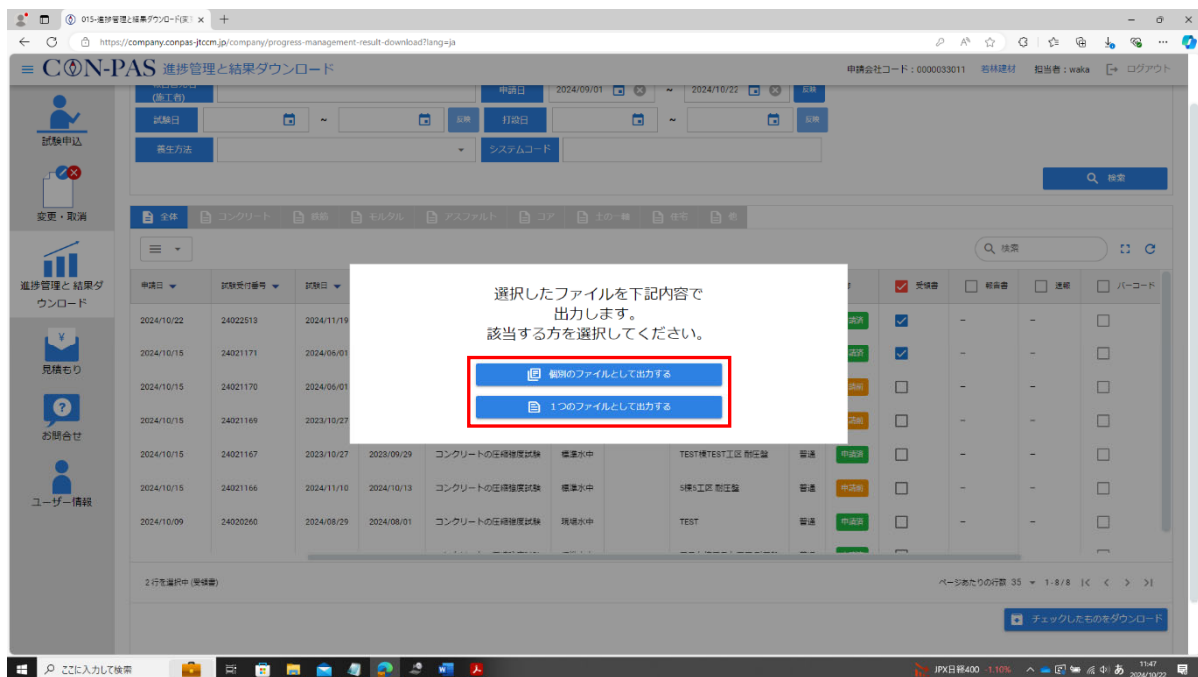 015-進捗管理と結果ダウンロード(実
https://company.conpas-jtccm.jp/company/progress-management-result-download?lang=ja
CON-PAS 進捗管理と結果ダウンロード
申請会社コード : 0000033011 若林建材 担当者 : waka ログアウト
(施工者) 申請日 2024/09/01 ~ 2024/10/22 反映
試験日 ~ 反映 打設日 ~ 反映
養生方法 システムコード
検索
試験申込
変更・取消
進捗管理と 結果ダ
ウンロード
見積もり
お問合せ
ユーザー情報
全体 コンクリート 鉄筋 モルタル アスファルト コア 土の一軸 住宅 他
検索
申請日 試験受付番号 試験日 受領書 報告書 速報 バーコード
2024/10/22 24022513 2024/11/19 申請済 - -
2024/10/15 24021171 2024/06/01 申請済 - -
2024/10/15 24021170 2024/06/01 申請前 - -
2024/10/15 24021169 2023/10/27 申請前 - -
2024/10/15 24021167 2023/10/27 2023/09/29 コンクリートの圧縮強度試験 標準水中 TEST棟TEST工区 耐圧盤 普通 申請済 - -
2024/10/15 24021166 2024/11/10 2024/10/13 コンクリートの圧縮強度試験 標準水中 S棟S工区 耐圧盤 普通 申請前 - -
2024/10/09 24020260 2024/08/29 2024/08/01 コンクリートの圧縮強度試験 現場水中 TEST 普通 申請済 - -
選択したファイルを下記内容で
出力します。
該当する方を選択してください。
個別のファイルとして出力する
1つのファイルとして出力する
2 行を選択中 (受領書)
ページあたりの行数 35 1-8/8
チェックしたものをダウンロード
ここに入力して検索
JPX日経400 -1.10%
あ
11:47
2024/10/22